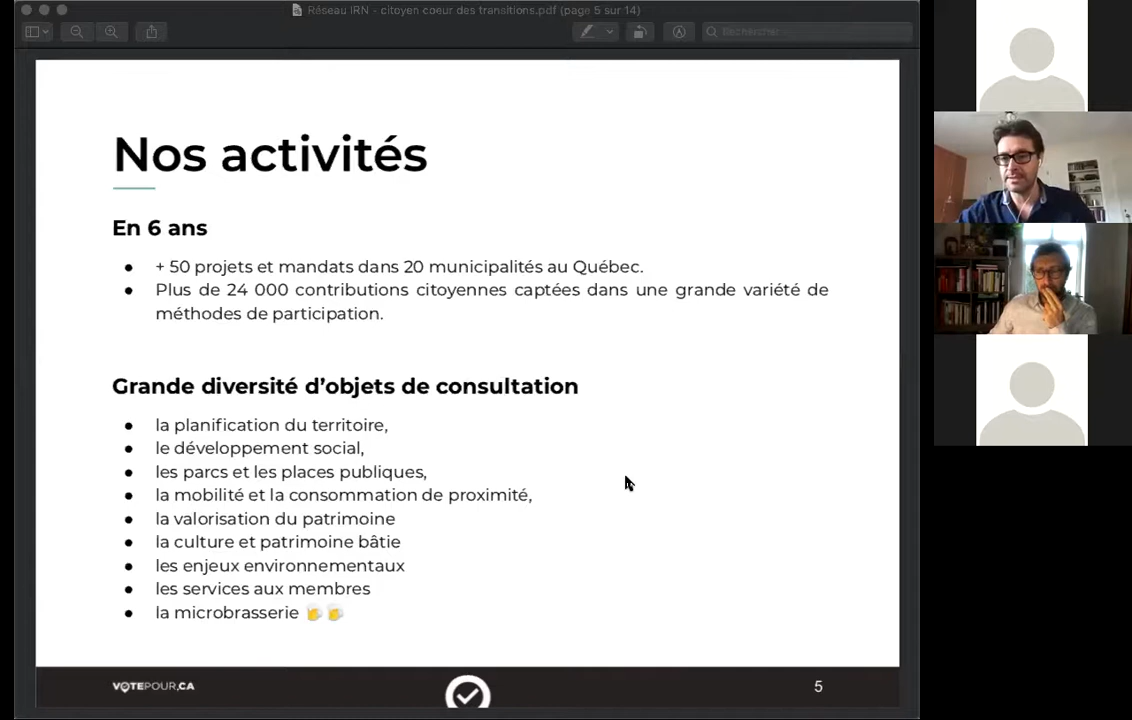 Réseau IRN - citoyen coeur des transitions.pdf (page 5 sur 14)
Rechercher
Nos activités
En 6 ans
● + 50 projets et mandats dans 20 municipalités au Québec.
● Plus de 24 000 contributions citoyennes captées dans une grande variété de
méthodes de participation.
Grande diversité d’objets de consultation
● la planification du territoire,
● le développement social,
● les parcs et les places publiques,
● la mobilité et la consommation de proximité,
● la valorisation du patrimoine
● la culture et patrimoine bâtie
● les enjeux environnementaux
● les services aux membres
● la microbrasserie 🍺🍺
VOTEPOUR.CA
5